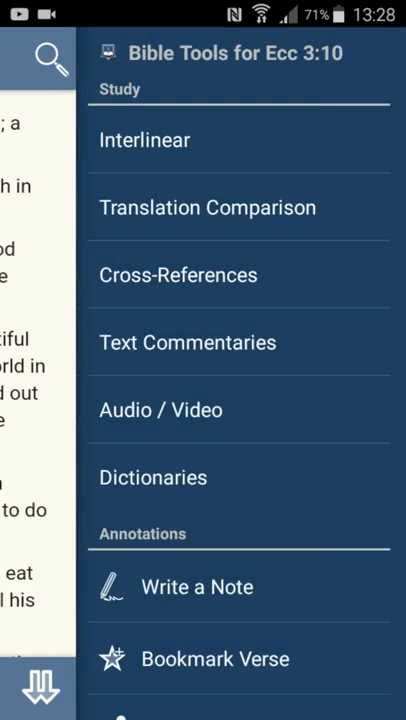 71% 13:28
Bible Tools for Ecc 3:10
Study
Interlinear
Translation Comparison
Cross-References
Text Commentaries
Audio / Video
Dictionaries
Annotations
Write a Note
Bookmark Verse
; a
h in
od
e
tiful
rld in
d out
e
to do
eat
l his